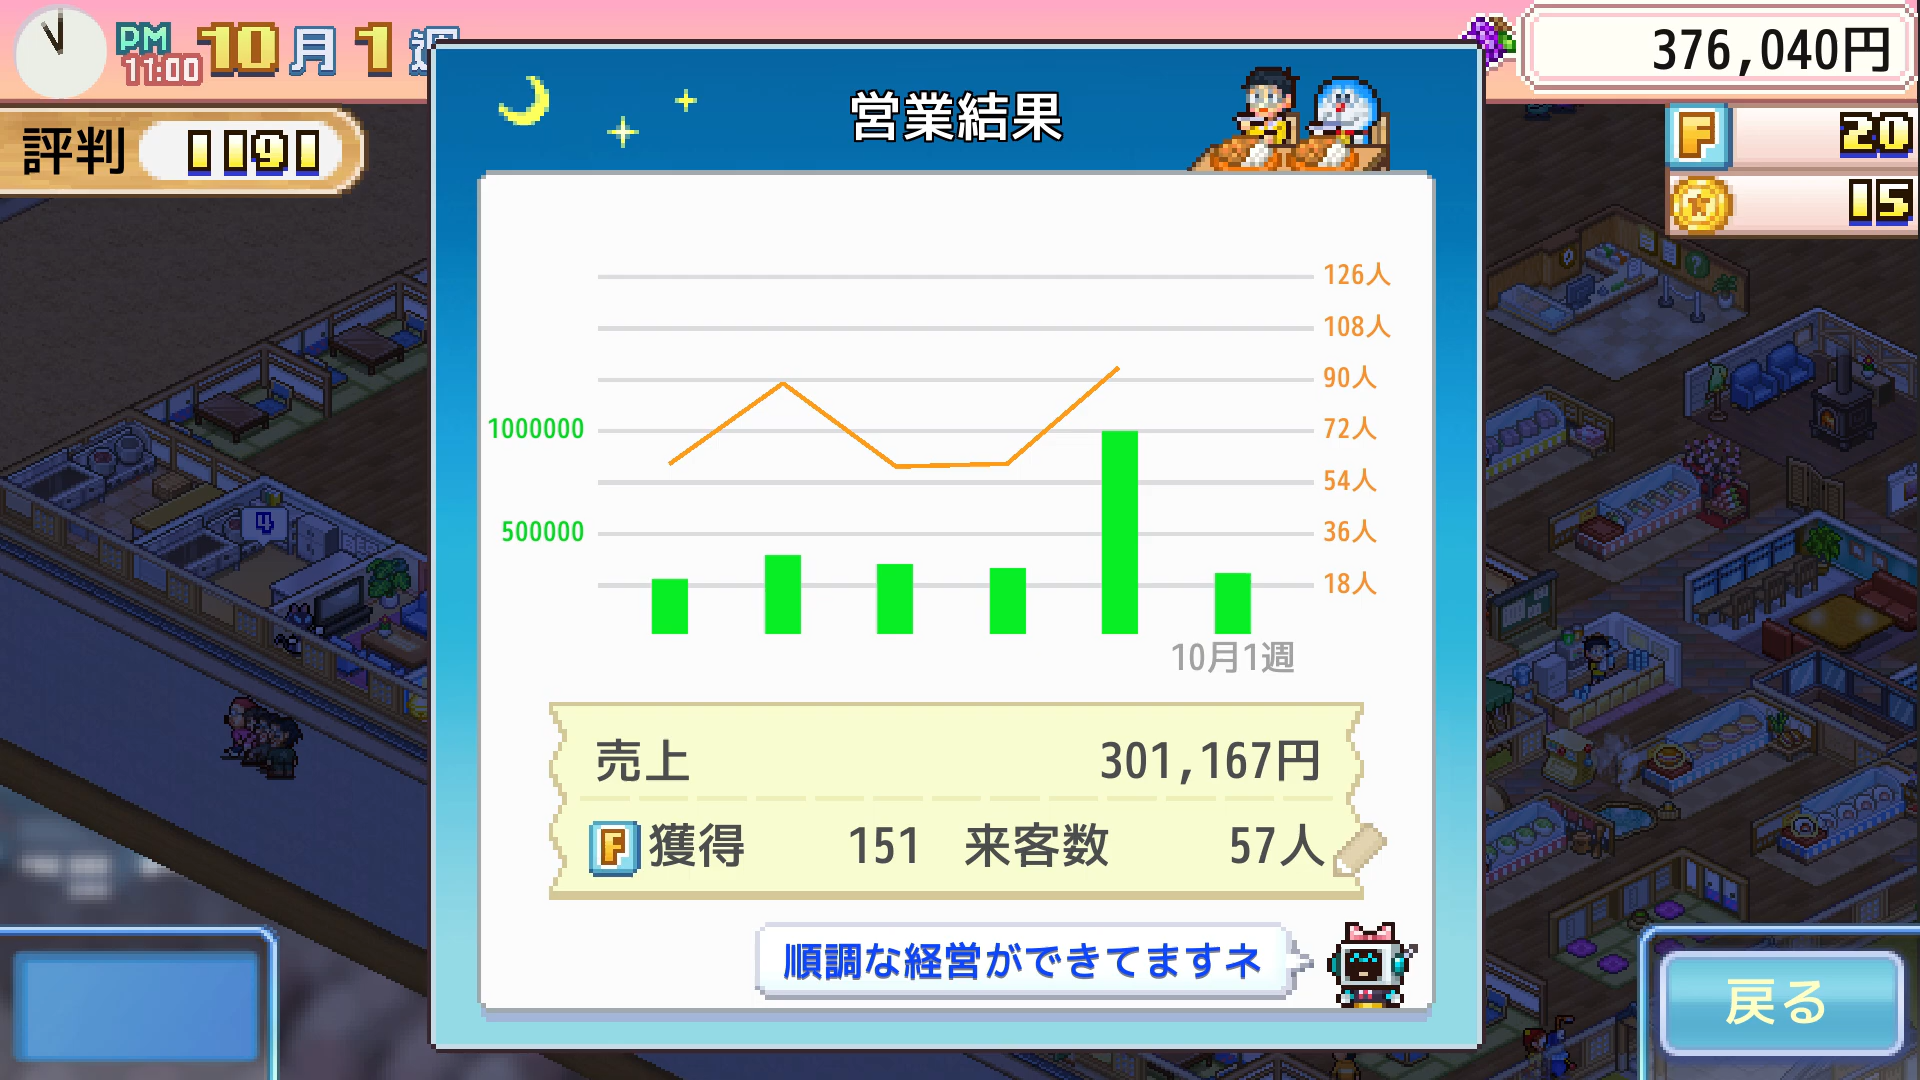 PM 11:00 10月1週
376,040円
評判 1191
F 20
15
営業結果
126人
108人
90人
1000000 72人
54人
500000 36人
18人
10月1週
売上 301,167円
F獲得 151 来客数 57人
順調な経営ができてますネ
戻る